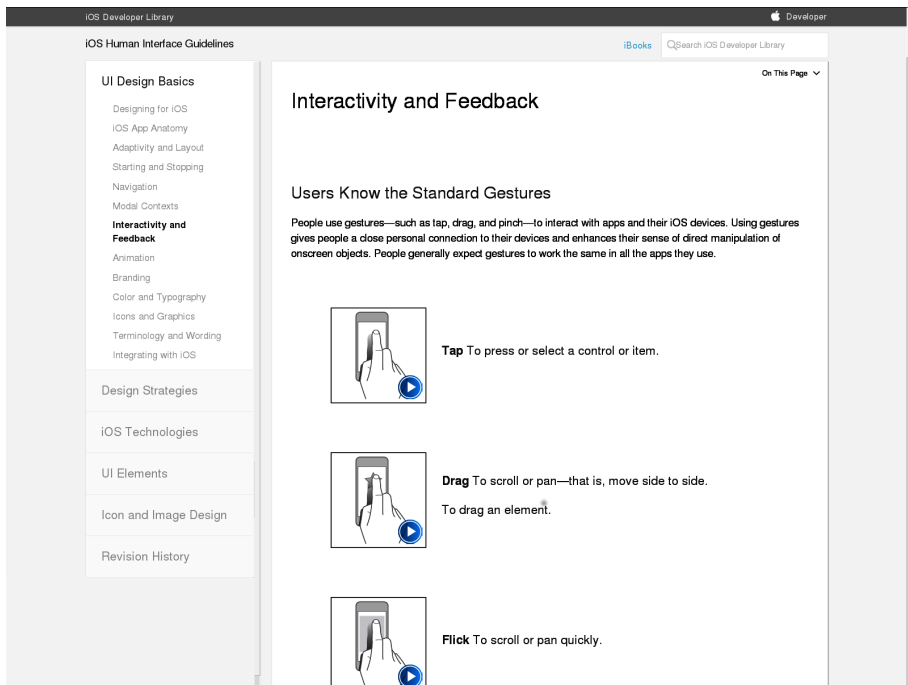 iOS Developer Library
Developer
iOS Human Interface Guidelines
iBooks
Search iOS Developer Library
UI Design Basics
Designing for iOS
iOS App Anatomy
Adaptivity and Layout
Starting and Stopping
Navigation
Modal Contexts
Interactivity and
Feedback
Animation
Branding
Color and Typography
Icons and Graphics
Terminology and Wording
Integrating with iOS
Design Strategies
iOS Technologies
UI Elements
Icon and Image Design
Revision History
On This Page
Interactivity and Feedback
Users Know the Standard Gestures
People use gestures—such as tap, drag, and pinch—to interact with apps and their iOS devices. Using gestures
gives people a close personal connection to their devices and enhances their sense of direct manipulation of
onscreen objects. People generally expect gestures to work the same in all the apps they use.
Tap To press or select a control or item.
Drag To scroll or pan—that is, move side to side.
To drag an element.
Flick To scroll or pan quickly.